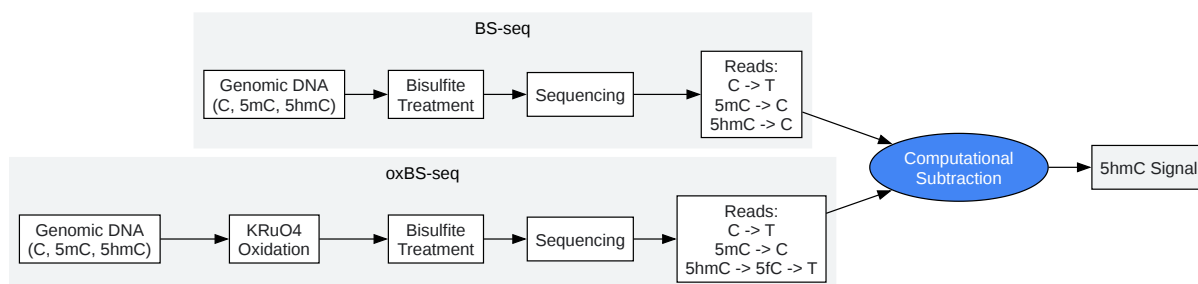 BS-seq
Genomic DNA
(C, 5mC, 5hmC)
Bisulfite
Treatment
Sequencing
Reads:
C -> T
5mC -> C
5hmC -> C
oxBS-seq
Genomic DNA
(C, 5mC, 5hmC)
KRuO4
Oxidation
Bisulfite
Treatment
Sequencing
Reads:
C -> T
5mC -> C
5hmC -> 5fC -> T
Computational
Subtraction
5hmC Signal